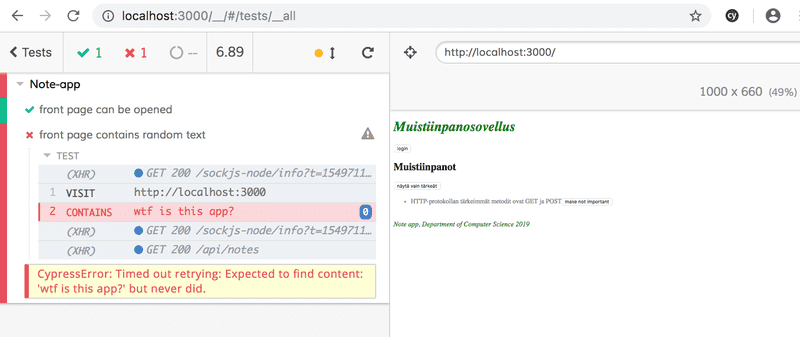 localhost:3000/__/#/tests/__all
Tests
1
1
--
6.89
http://localhost:3000/
1000 x 660 (49%)
Note-app
front page can be opened
front page contains random text
TEST
(XHR) GET 200 /sockjs-node/info?t=1549711...
1 VISIT http://localhost:3000
2 CONTAINS wtf is this app? 0
(XHR) GET 200 /sockjs-node/info?t=1549711...
(XHR) GET 200 /api/notes
CypressError: Timed out retrying: Expected to find content:
'wtf is this app?' but never did.
Muistiinpanosovellus
login
Muistiinpanot
näytä vain tärkeät
HTTP-protokollan tärkeimmät metodit ovat GET ja POST make not important
Note app, Department of Computer Science 2019
cy